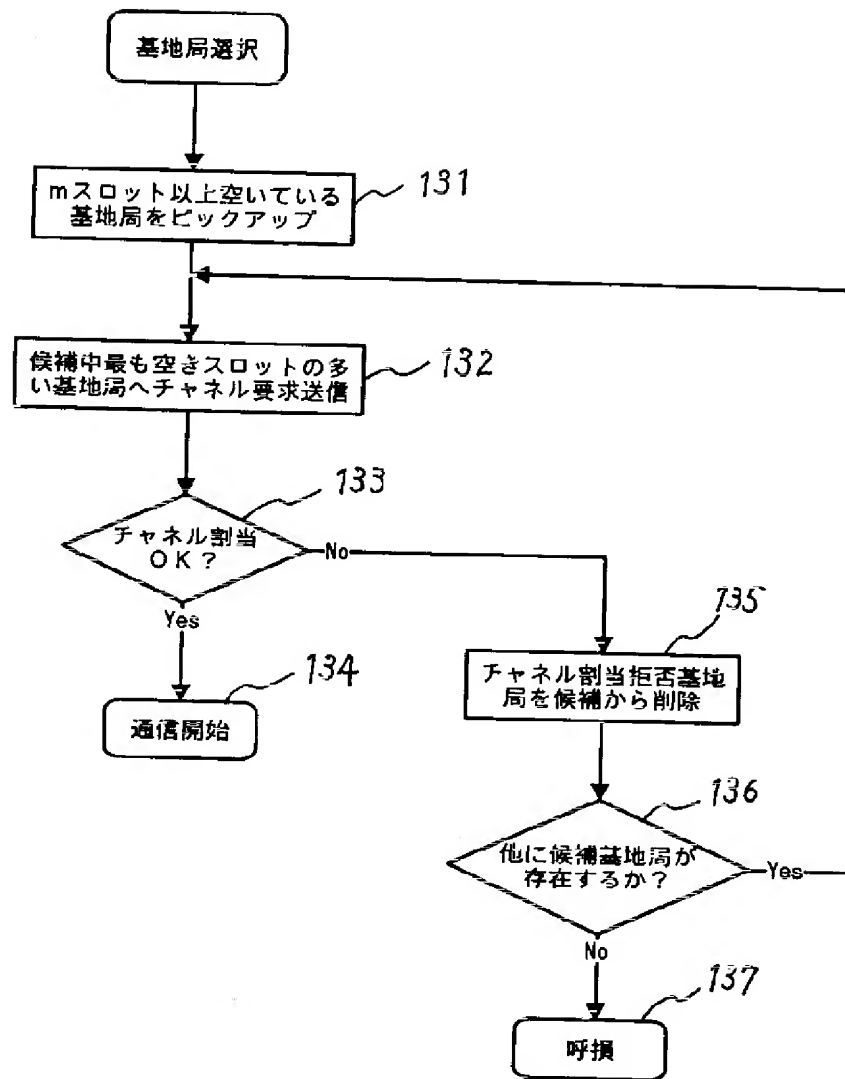 基地局選択
mスロット以上空いている
基地局をピックアップ
131
候補中最も空きスロットの多
い基地局へチャネル要求送信
132
133
チャネル割当
OK?
No
Yes
135
134
チャネル割当拒否基地
局を候補から削除
通信開始
136
他に候補基地局が
存在するか?
Yes
No
137
呼損